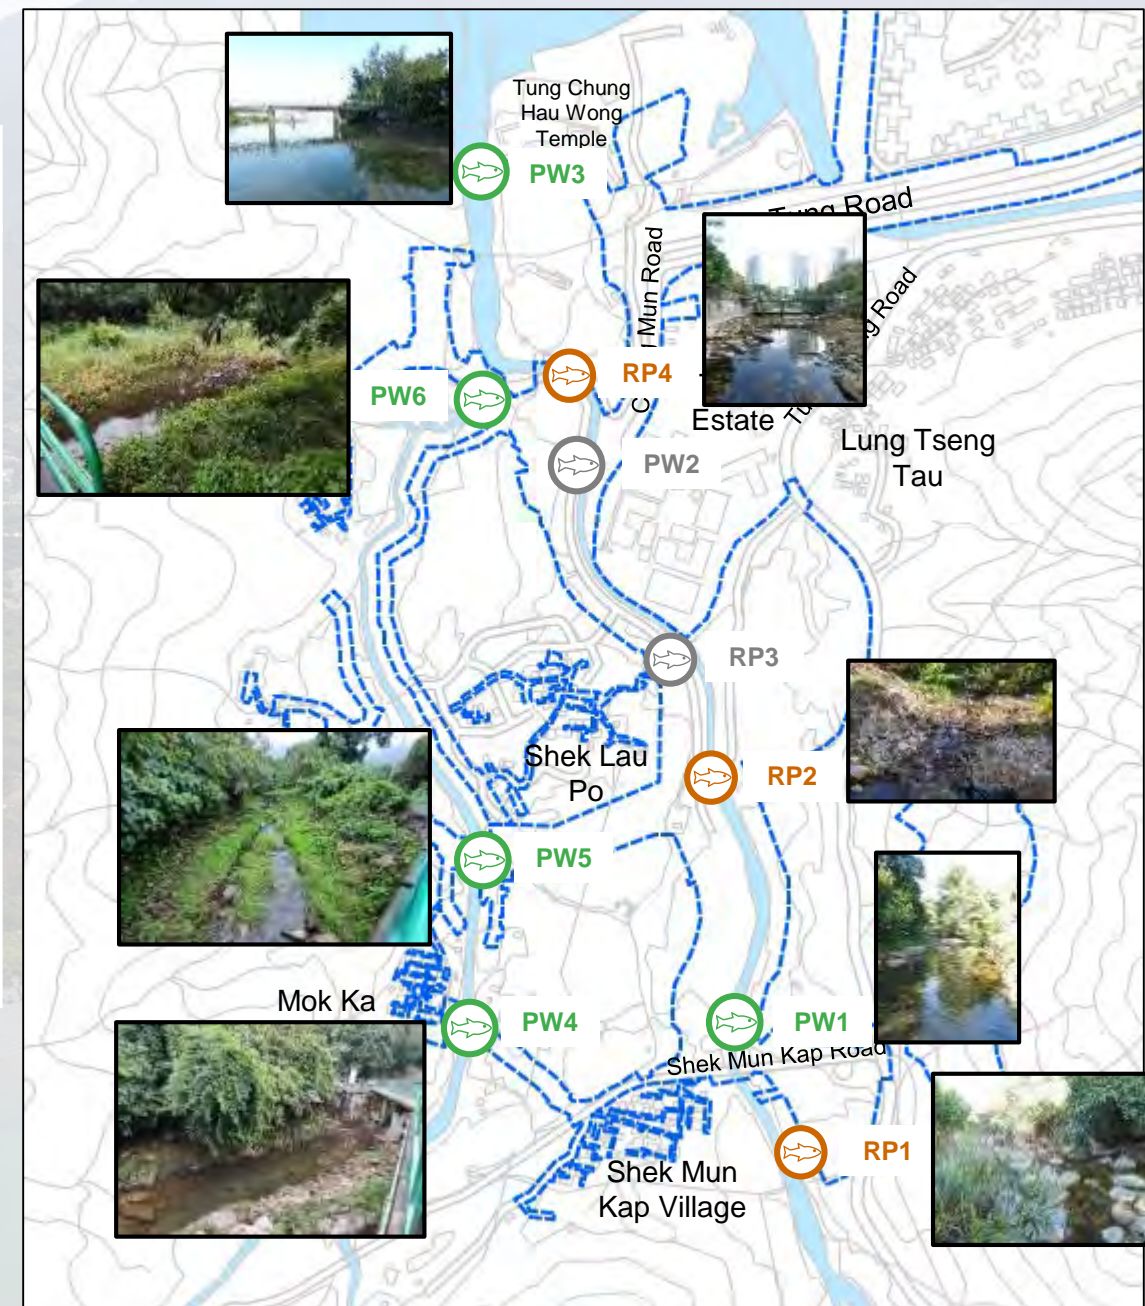 Tung Chung
Hau Wong
Temple
PW3
Tung Road
Mun Road
Road
RP4
PW6
Estate
Lung Tseng
Tau
PW2
RP3
Shek Lau
Po
RP2
PW5
Mok Ka
PW4
PW1
Shek Mun Kap Road
RP1
Shek Mun
Kap Village